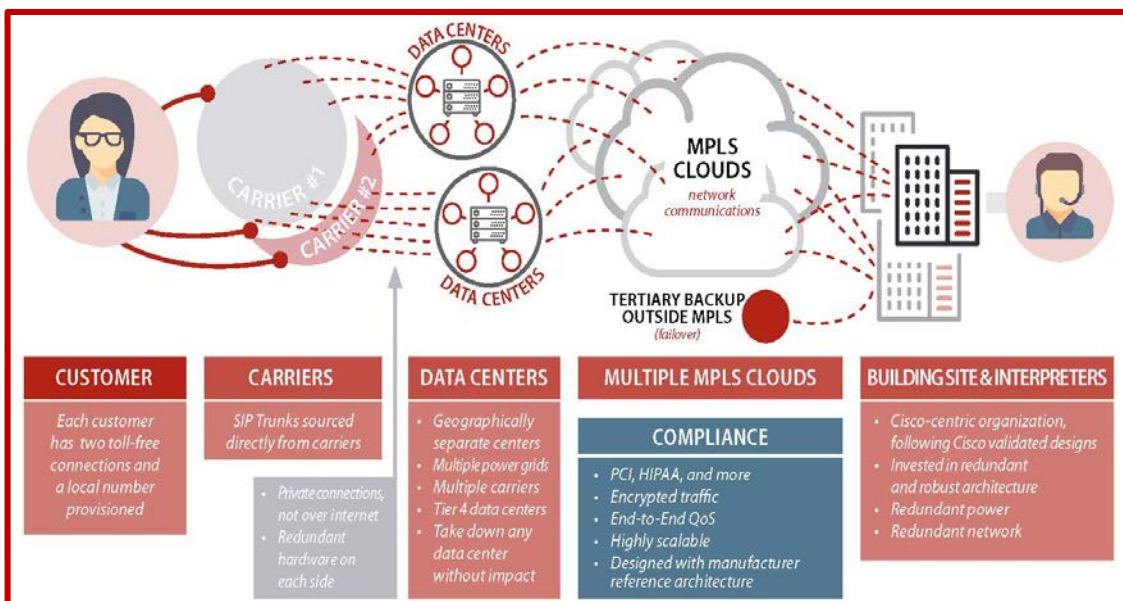 DATA CENTERS
CARRIER #1
CARRIER #2
DATA CENTERS
MPLS
CLOUDS
network
communications
TERTIARY BACKUP
OUTSIDE MPLS
(failover)
CUSTOMER
Each customer
has two toll-free
connections and
a local number
provisioned
CARRIERS
SIP Trunks sourced
directly from carriers
• Private connections,
not over internet
• Redundant
hardware on
each side
DATA CENTERS
• Geographically
separate centers
• Multiple power grids
• Multiple carriers
• Tier 4 data centers
• Take down any
data center
without impact
MULTIPLE MPLS CLOUDS
COMPLIANCE
• PCI, HIPAA, and more
• Encrypted traffic
• End-to-End QoS
• Highly scalable
• Designed with manufacturer
reference architecture
BUILDING SITE & INTERPRETERS
• Cisco-centric organization,
following Cisco validated designs
• Invested in redundant
and robust architecture
• Redundant power
• Redundant network